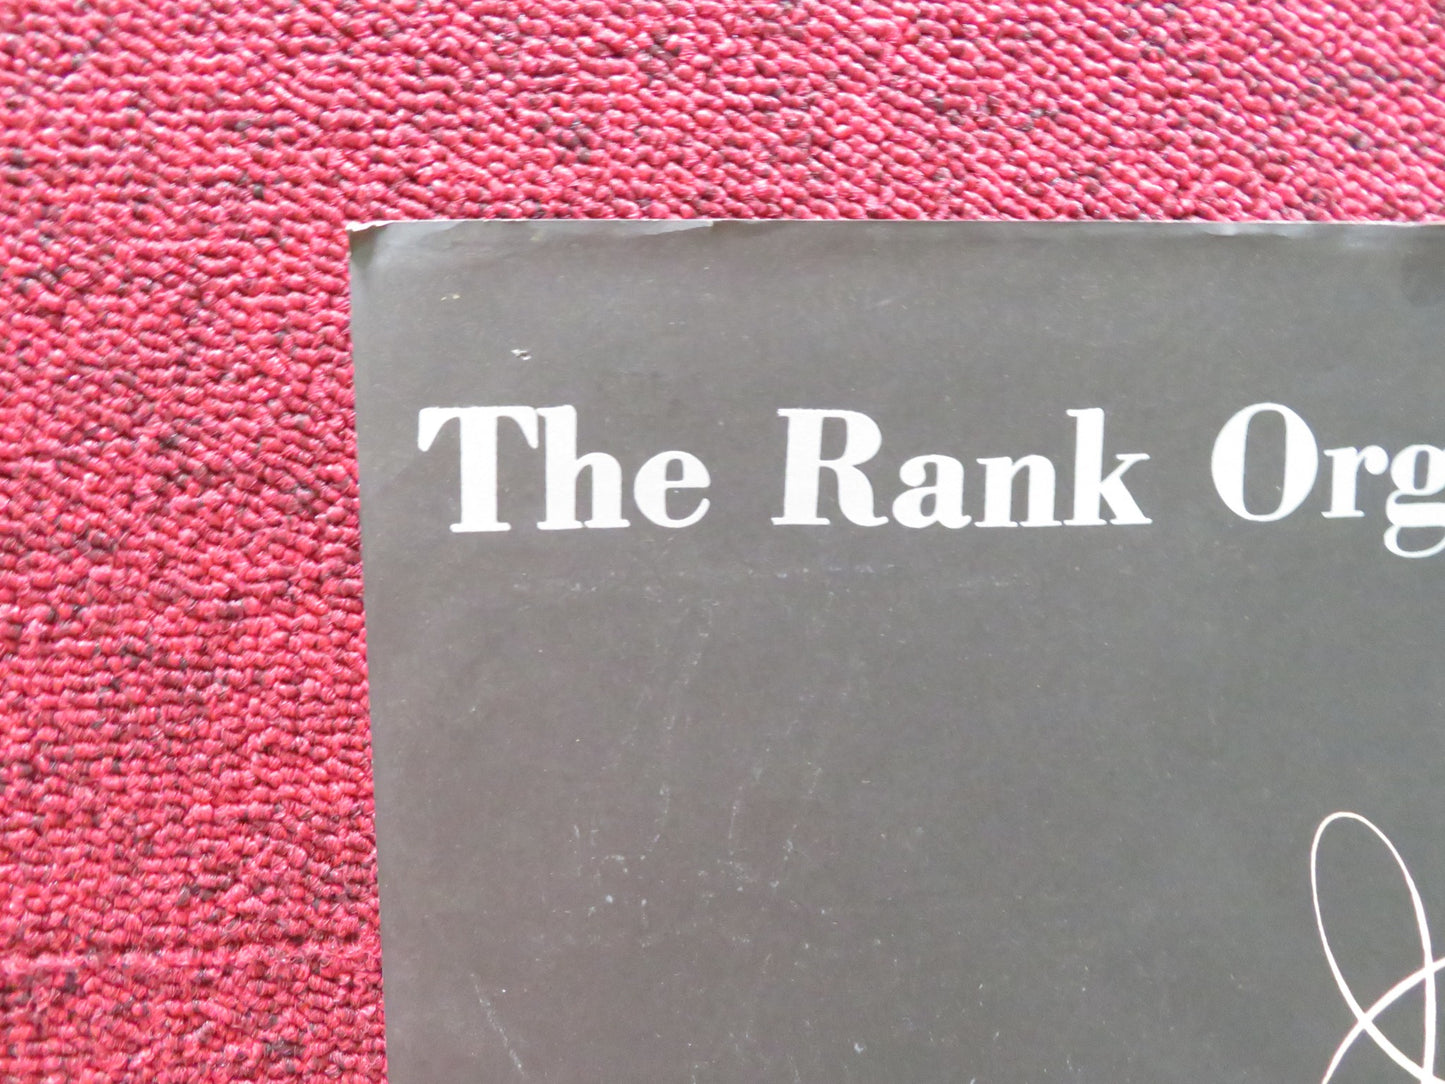 The Rank Org